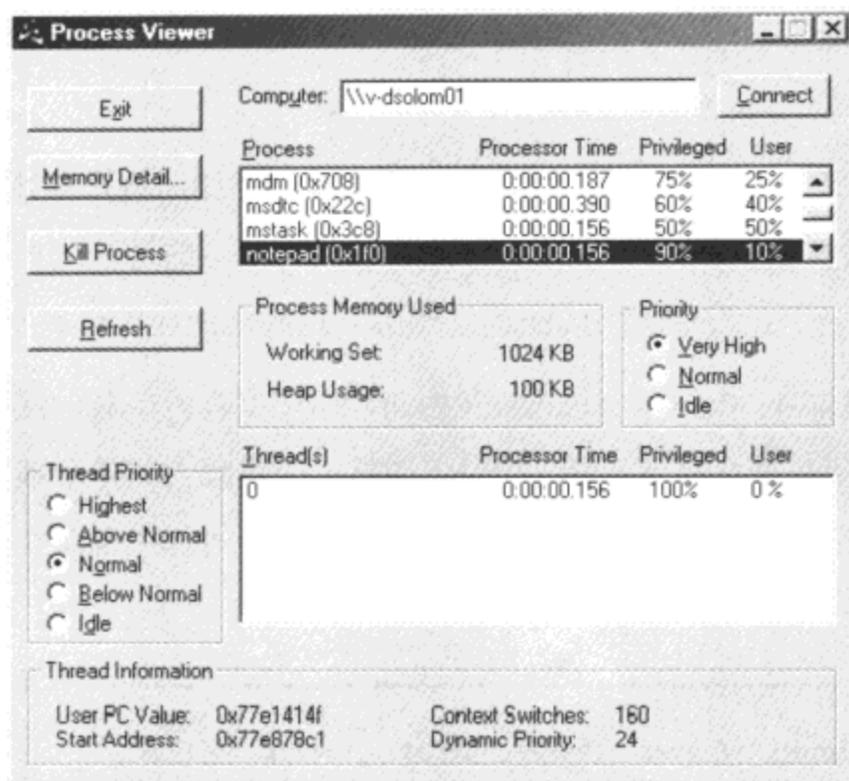 Process Viewer
Exit
Memory Detail...
Kill Process
Refresh
Computer: \\v-dsolom01 Connect
Process Processor Time Privileged User
mdm (0x708) 0:00:00.187 75% 25%
msdtc (0x22c) 0:00:00.390 60% 40%
mstask (0x3c8) 0:00:00.156 50% 50%
notepad (0x1f0) 0:00:00.156 90% 10%
Process Memory Used
Working Set: 1024 KB
Heap Usage: 100 KB
Priority
Very High
Normal
Idle
Thread Priority
Highest
Above Normal
Normal
Below Normal
Idle
Thread(s) Processor Time Privileged User
0 0:00:00.156 100% 0 %
Thread Information
User PC Value: 0x77e1414f Context Switches: 160
Start Address: 0x77e878c1 Dynamic Priority: 24